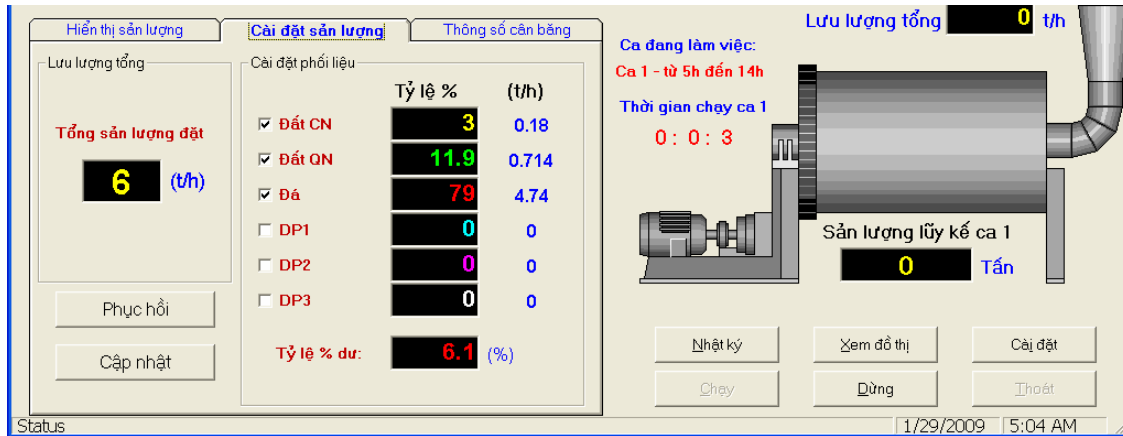 Hiển thị sản lượng
Cài đặt sản lượng
Thông số cân băng
Lưu lượng tổng
Tổng sản lượng đặt
6 (t/h)
Phục hồi
Cập nhật
Cài đặt phối liệu
Tỷ lệ % (t/h)
Đất CN 3 0.18
Đất QN 11.9 0.714
Đá 79 4.74
DP1 0 0
DP2 0 0
DP3 0 0
Tỷ lệ % dư: 6.1 (%)
Lưu lượng tổng 0 t/h
Ca đang làm việc:
Ca 1 - từ 5h đến 14h
Thời gian chạy ca 1
0 : 0 : 3
Sản lượng lũy kế ca 1
0 Tấn
Nhật ký Xem đồ thị Cài đặt
Chạy Dừng Thoát
Status 1/29/2009 5:04 AM